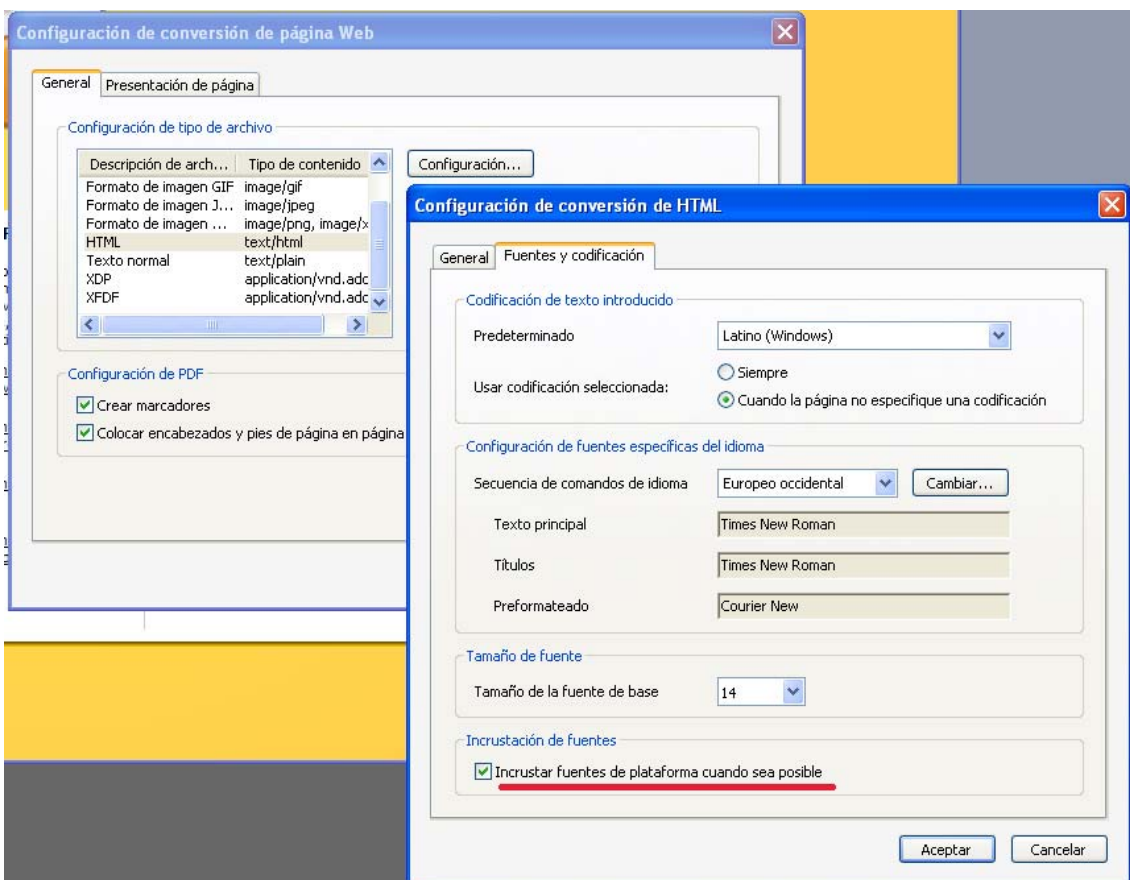 Configuración de conversión de página Web
General
Presentación de página
Configuración de tipo de archivo
Descripción de arch... Tipo de contenido
Formato de imagen GIF image/gif
Formato de imagen J... image/jpeg
Formato de imagen ... image/png, image/x
HTML text/html
Texto normal text/plain
XDP application/vnd.adc
XFDF application/vnd.adc
Configuración...
Configuración de PDF
Crear marcadores
Colocar encabezados y pies de página en página
Configuración de conversión de HTML
General
Fuentes y codificación
Codificación de texto introducido
Predeterminado Latino (Windows)
Usar codificación seleccionada:
Siempre
Cuando la página no especifique una codificación
Configuración de fuentes específicas del idioma
Secuencia de comandos de idioma Europeo occidental Cambiar...
Texto principal Times New Roman
Títulos Times New Roman
Preformateado Courier New
Tamaño de fuente
Tamaño de la fuente de base 14
Incrustación de fuentes
Incrustar fuentes de plataforma cuando sea posible
Aceptar Cancelar